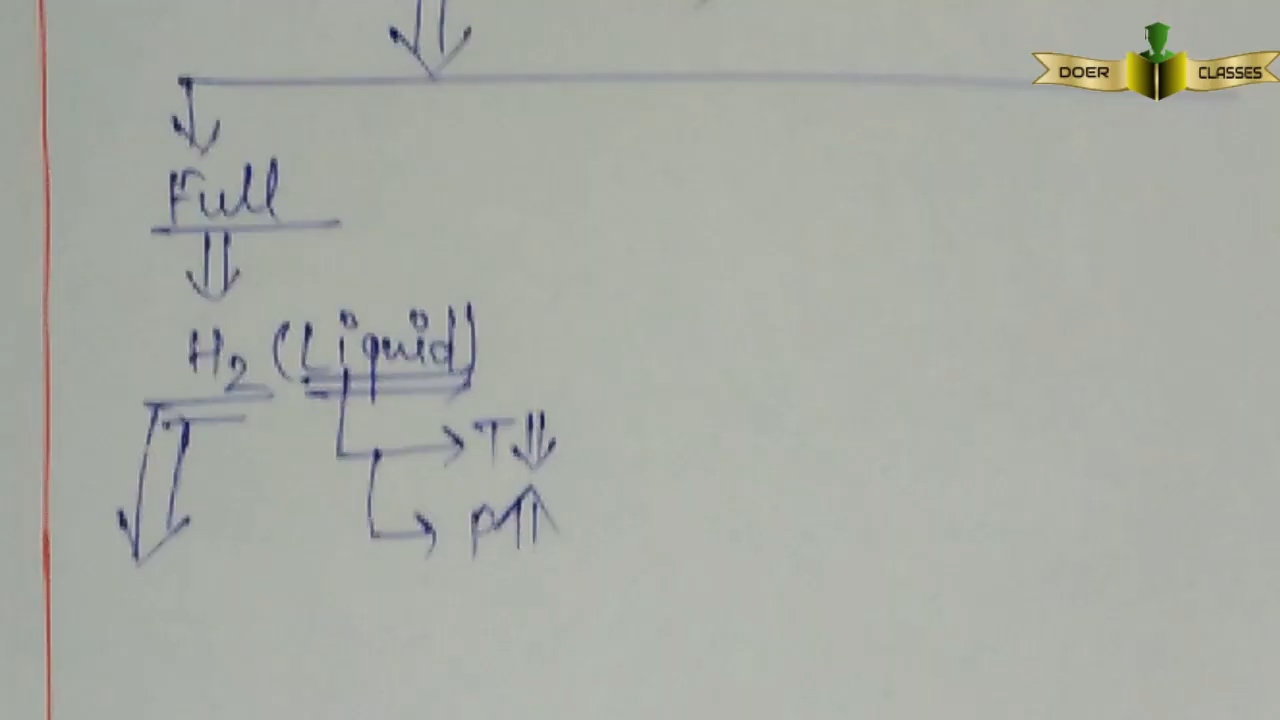 DOER CLASSES
Full
H₂ (Liquid)
→ T⇓
→ P⇑